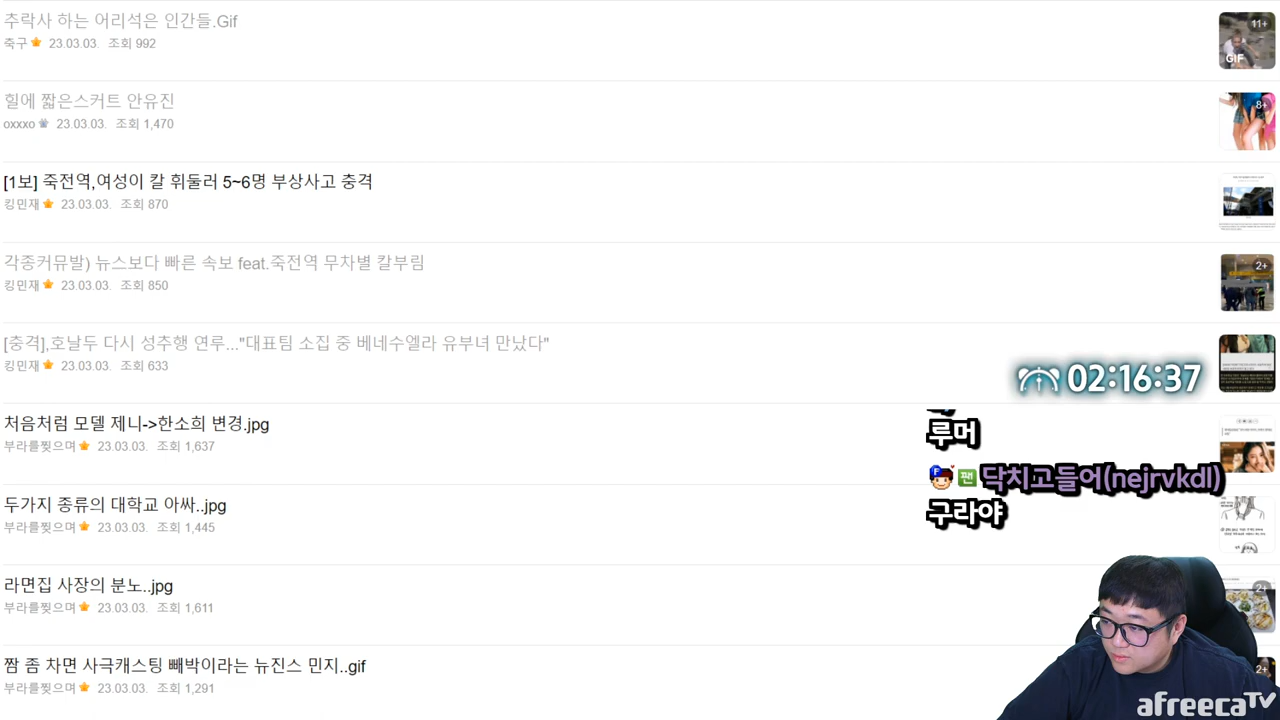 추락사 하는 어리석은 인간들.Gif
축구 23.03.03. 조회 992
11+
GIF
힐에 짧은스커트 안유진
oxxxo 23.03.03. 조회 1,470
8+
[1보] 죽전역,여성이 칼 휘둘러 5~6명 부상사고 충격
킹민재 23.03.03. 조회 870
각종커뮤밤 뉴스보다 빠른 속보 feat.죽전역 무차별 칼부림
킹민재 23.03.03. 조회 850
2+
[충격],호날두 다시 성추행 연루..."대표팀 소집 중 베네수엘라 유부녀 만났다"
킹민재 23.03.03. 조회 633
02:16:37
처음처럼 모델 제니->한소희 변경.jpg
부라를찢으며 23.03.03. 조회 1,637
루머
팬 닥치고들어(nejrvkdl)
구라야
두가지 종류의 대학교 아싸..jpg
부라를찢으며 23.03.03. 조회 1,445
라면집 사장의 분노..jpg
부라를찢으며 23.03.03. 조회 1,611
2+
짬 좀 차면 사극캐스팅 빼박이라는 뉴진스 민지..gif
부라를찢으며 23.03.03. 조회 1,291
2+
afreecaTV